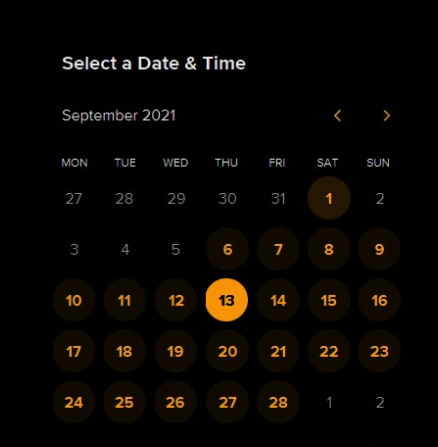 Select a Date & Time
September 2021
MON TUE WED THU FRI SAT SUN
27 28 29 30 31 1 2
3 4 5 6 7 8 9
10 11 12 13 14 15 16
17 18 19 20 21 22 23
24 25 26 27 28 1 2